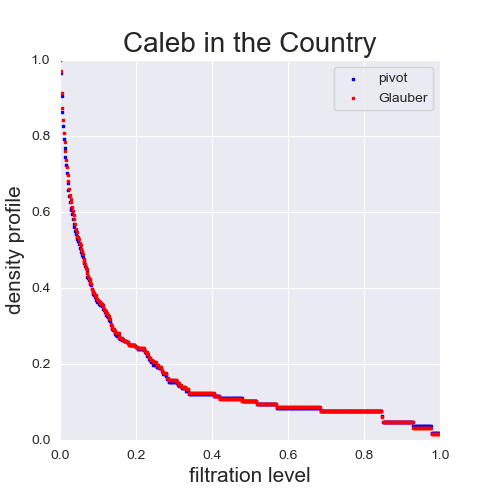 Caleb in the Country
pivot
Glauber
density profile
1.0
0.8
0.6
0.4
0.2
0.0
0.0 0.2 0.4 0.6 0.8 1.0
filtration level